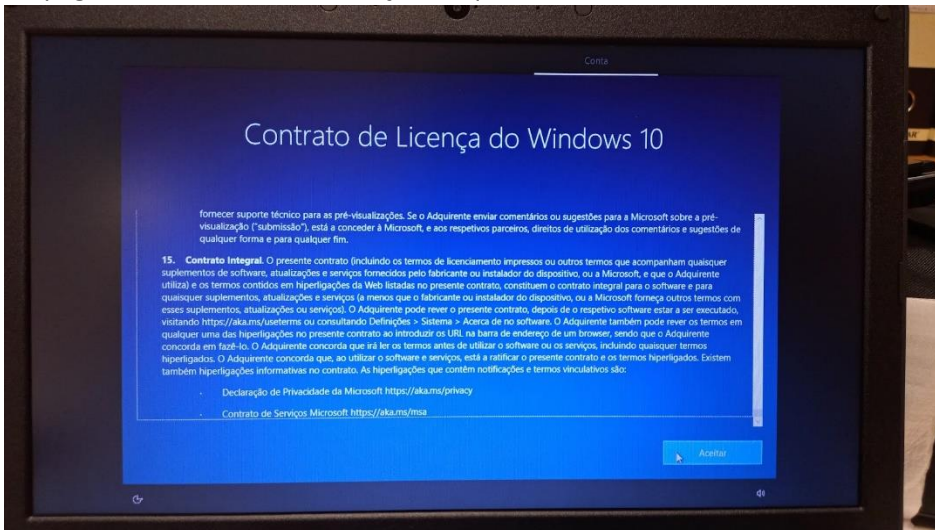 Conta
Contrato de Licença do Windows 10
fornecer suporte técnico para as pré-visualizações. Se o Adquirente enviar comentários ou sugestões para a Microsoft sobre a pré-
visualização ("submissão"), está a conceder à Microsoft, e aos respetivos parceiros, direitos de utilização dos comentários e sugestões de
qualquer forma e para qualquer fim.
15. Contrato Integral. O presente contrato (incluindo os termos de licenciamento impressos ou outros termos que acompanham quaisquer
suplementos de software, atualizações e serviços fornecidos pelo fabricante ou instalador do dispositivo, ou a Microsoft, e que o Adquirente
utiliza) e os termos contidos em hiperligações da Web listadas no presente contrato, constituem o contrato integral para o software e para
quaisquer suplementos, atualizações e serviços (a menos que o fabricante ou instalador do dispositivo, ou a Microsoft forneça outros termos com
esses suplementos, atualizações ou serviços). O Adquirente pode rever o presente contrato, depois de o respetivo software estar a ser executado,
visitando https://aka.ms/useterms ou consultando Definições > Sistema > Acerca de no software. O Adquirente também pode rever os termos em
qualquer uma das hiperligações no presente contrato ao introduzir os URL na barra de endereço de um browser, sendo que o Adquirente
concorda em fazê-lo. O Adquirente concorda que irá ler os termos antes de utilizar o software ou os serviços, incluindo quaisquer termos
hiperligados. O Adquirente concorda que, ao utilizar o software e serviços, está a ratificar o presente contrato e os termos hiperligados. Existem
também hiperligações informativas no contrato. As hiperligações que contêm notificações e termos vinculativos são:
· Declaração de Privacidade da Microsoft https://aka.ms/privacy
· Contrato de Serviços Microsoft https://aka.ms/msa
Aceitar